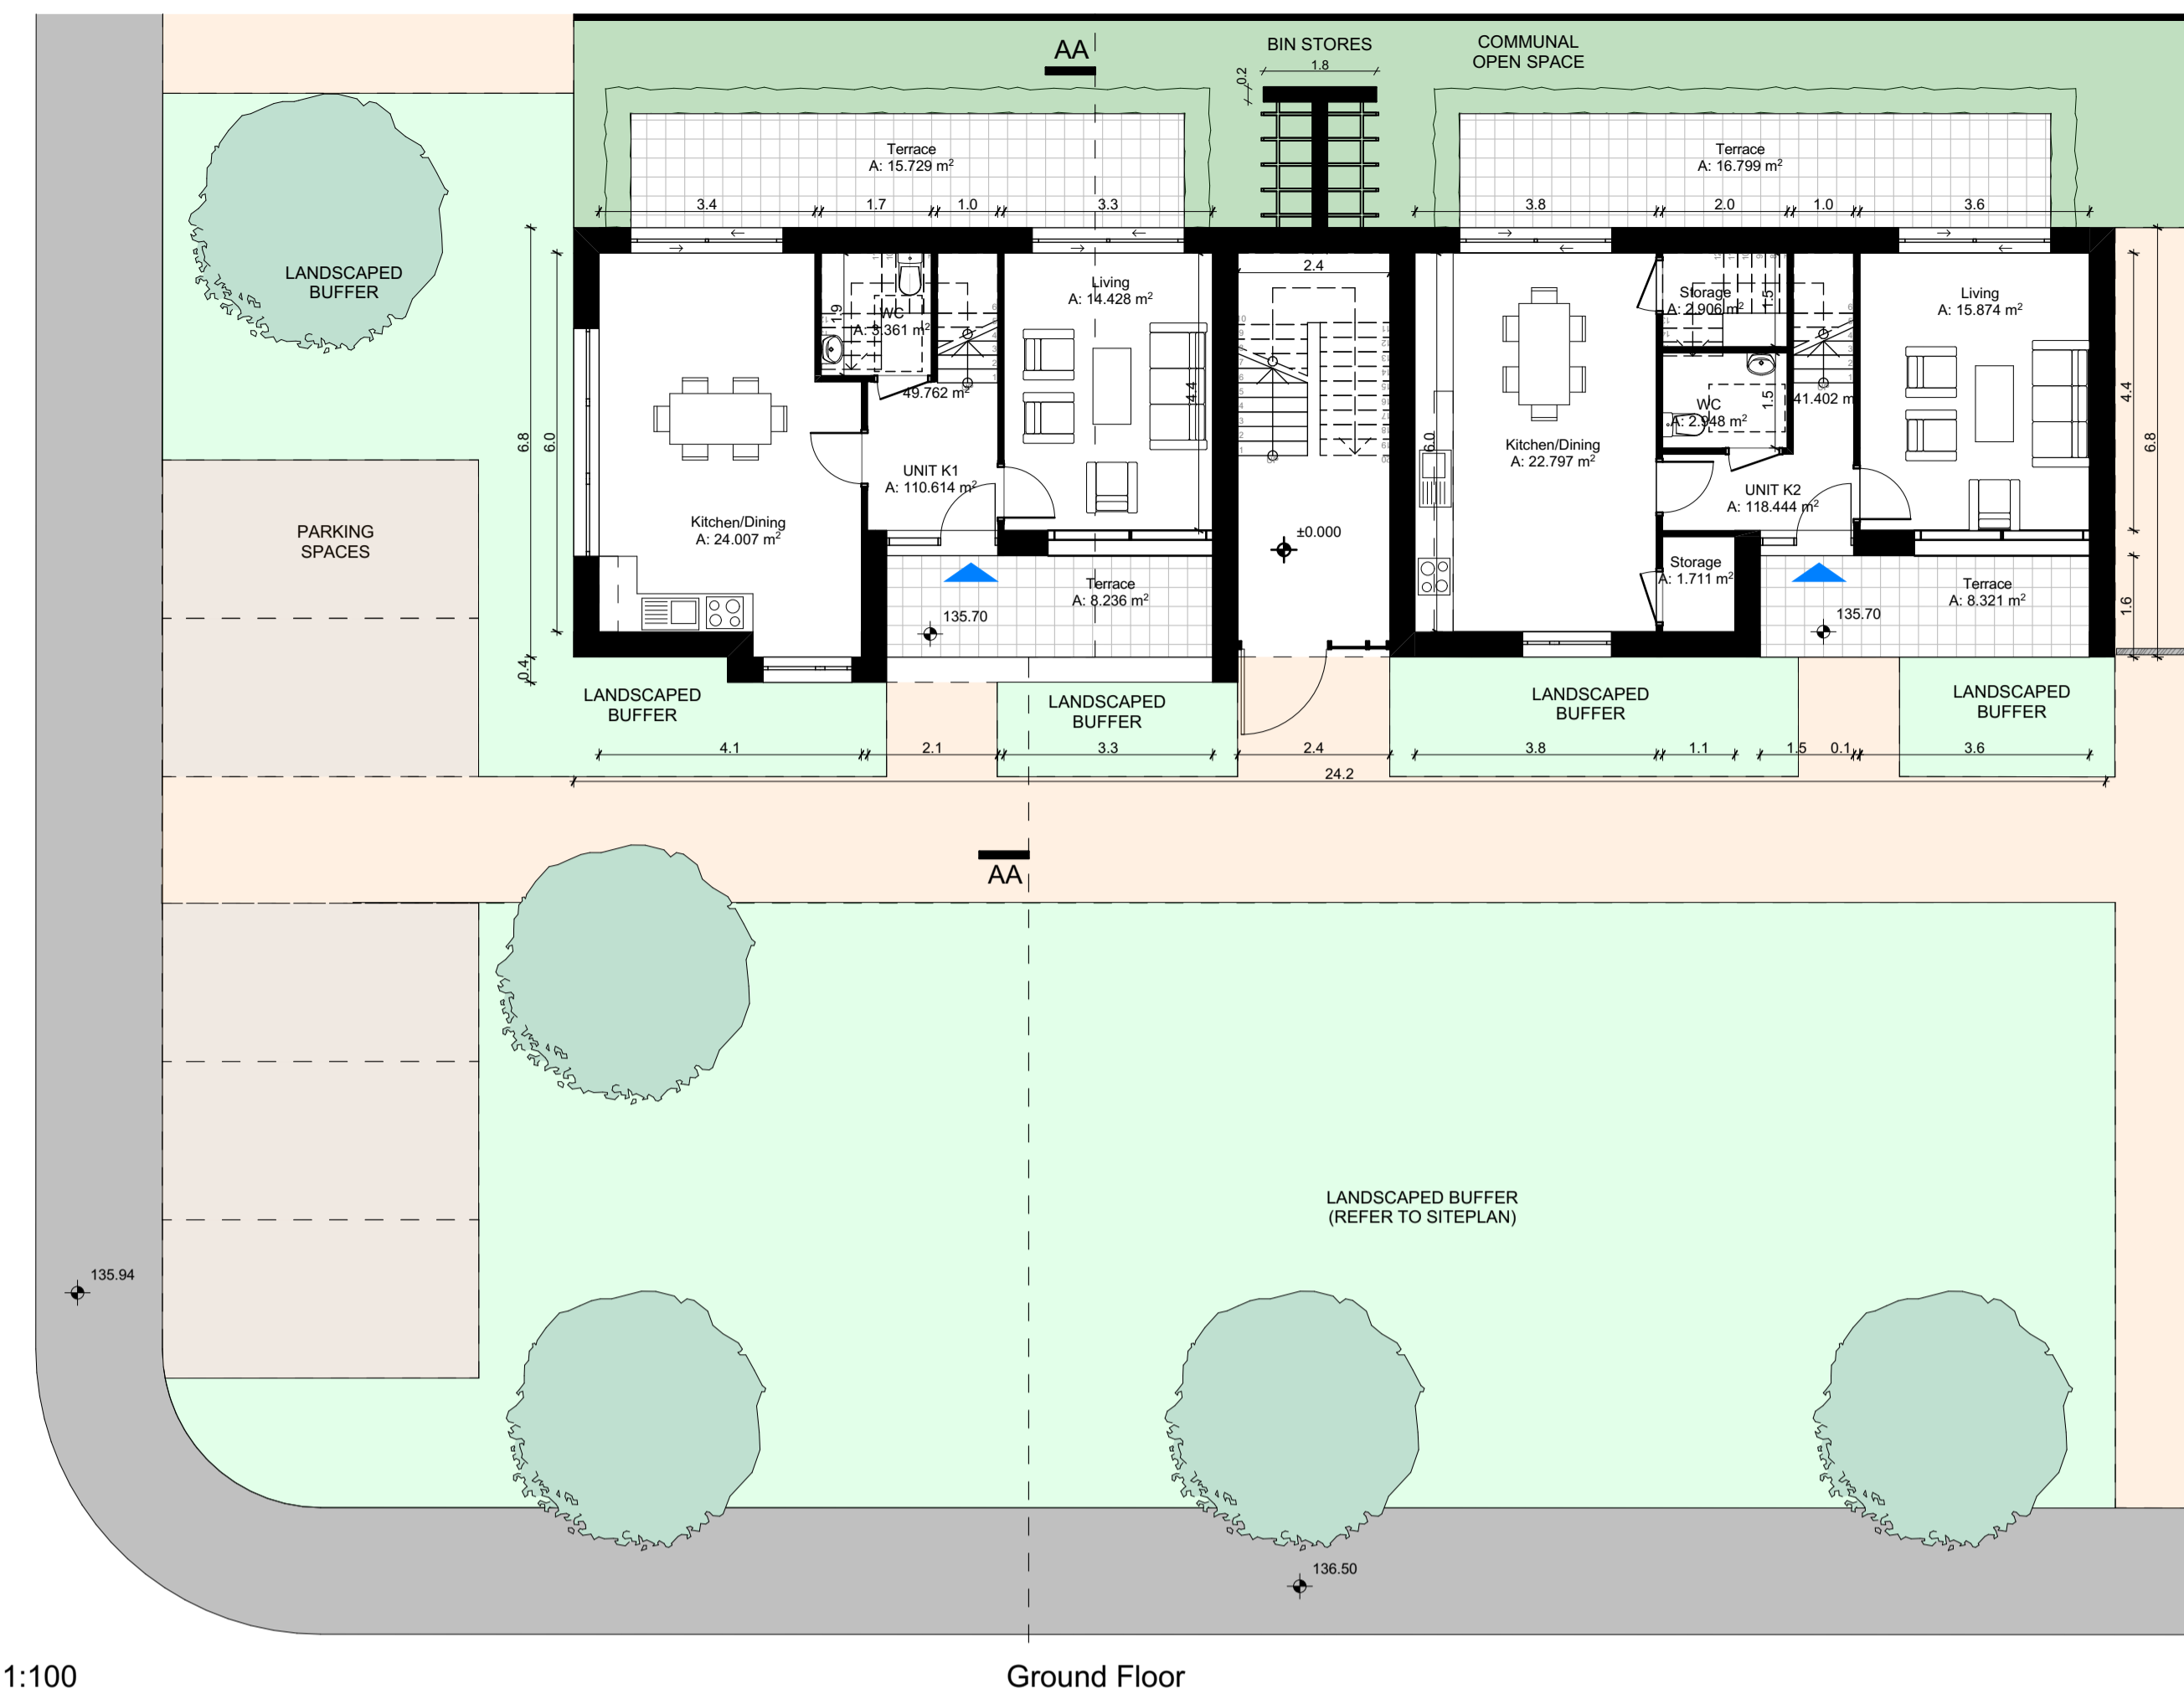 AA
BIN STORES
COMMUNAL
OPEN SPACE
1.8
0.2
Terrace
A: 15.729 m²
Terrace
A: 16.799 m²
3.4
1.7
1.0
3.3
3.8
2.0
1.0
3.6
LANDSCAPED
BUFFER
2.4
Living
A: 14.428 m²
WC
A: 3.361 m²
1.9
Storage
A: 2.906 m²
1.5
Living
A: 15.874 m²
49.762 m²
4.4
WC
A: 2.948 m²
1.5
41.402 m
4.4
6.8
6.0
6.0
6.8
Kitchen/Dining
A: 22.797 m²
UNIT K1
A: 110.614 m²
UNIT K2
A: 118.444 m²
PARKING
SPACES
Kitchen/Dining
A: 24.007 m²
±0.000
Storage
A: 1.711 m²
Terrace
A: 8.236 m²
Terrace
A: 8.321 m²
135.70
135.70
1.6
0.4
LANDSCAPED
BUFFER
LANDSCAPED
BUFFER
LANDSCAPED
BUFFER
LANDSCAPED
BUFFER
4.1
2.1
3.3
2.4
3.8
1.1
1.5
0.1
3.6
24.2
AA
LANDSCAPED BUFFER
(REFER TO SITEPLAN)
135.94
136.50
1:100
Ground Floor